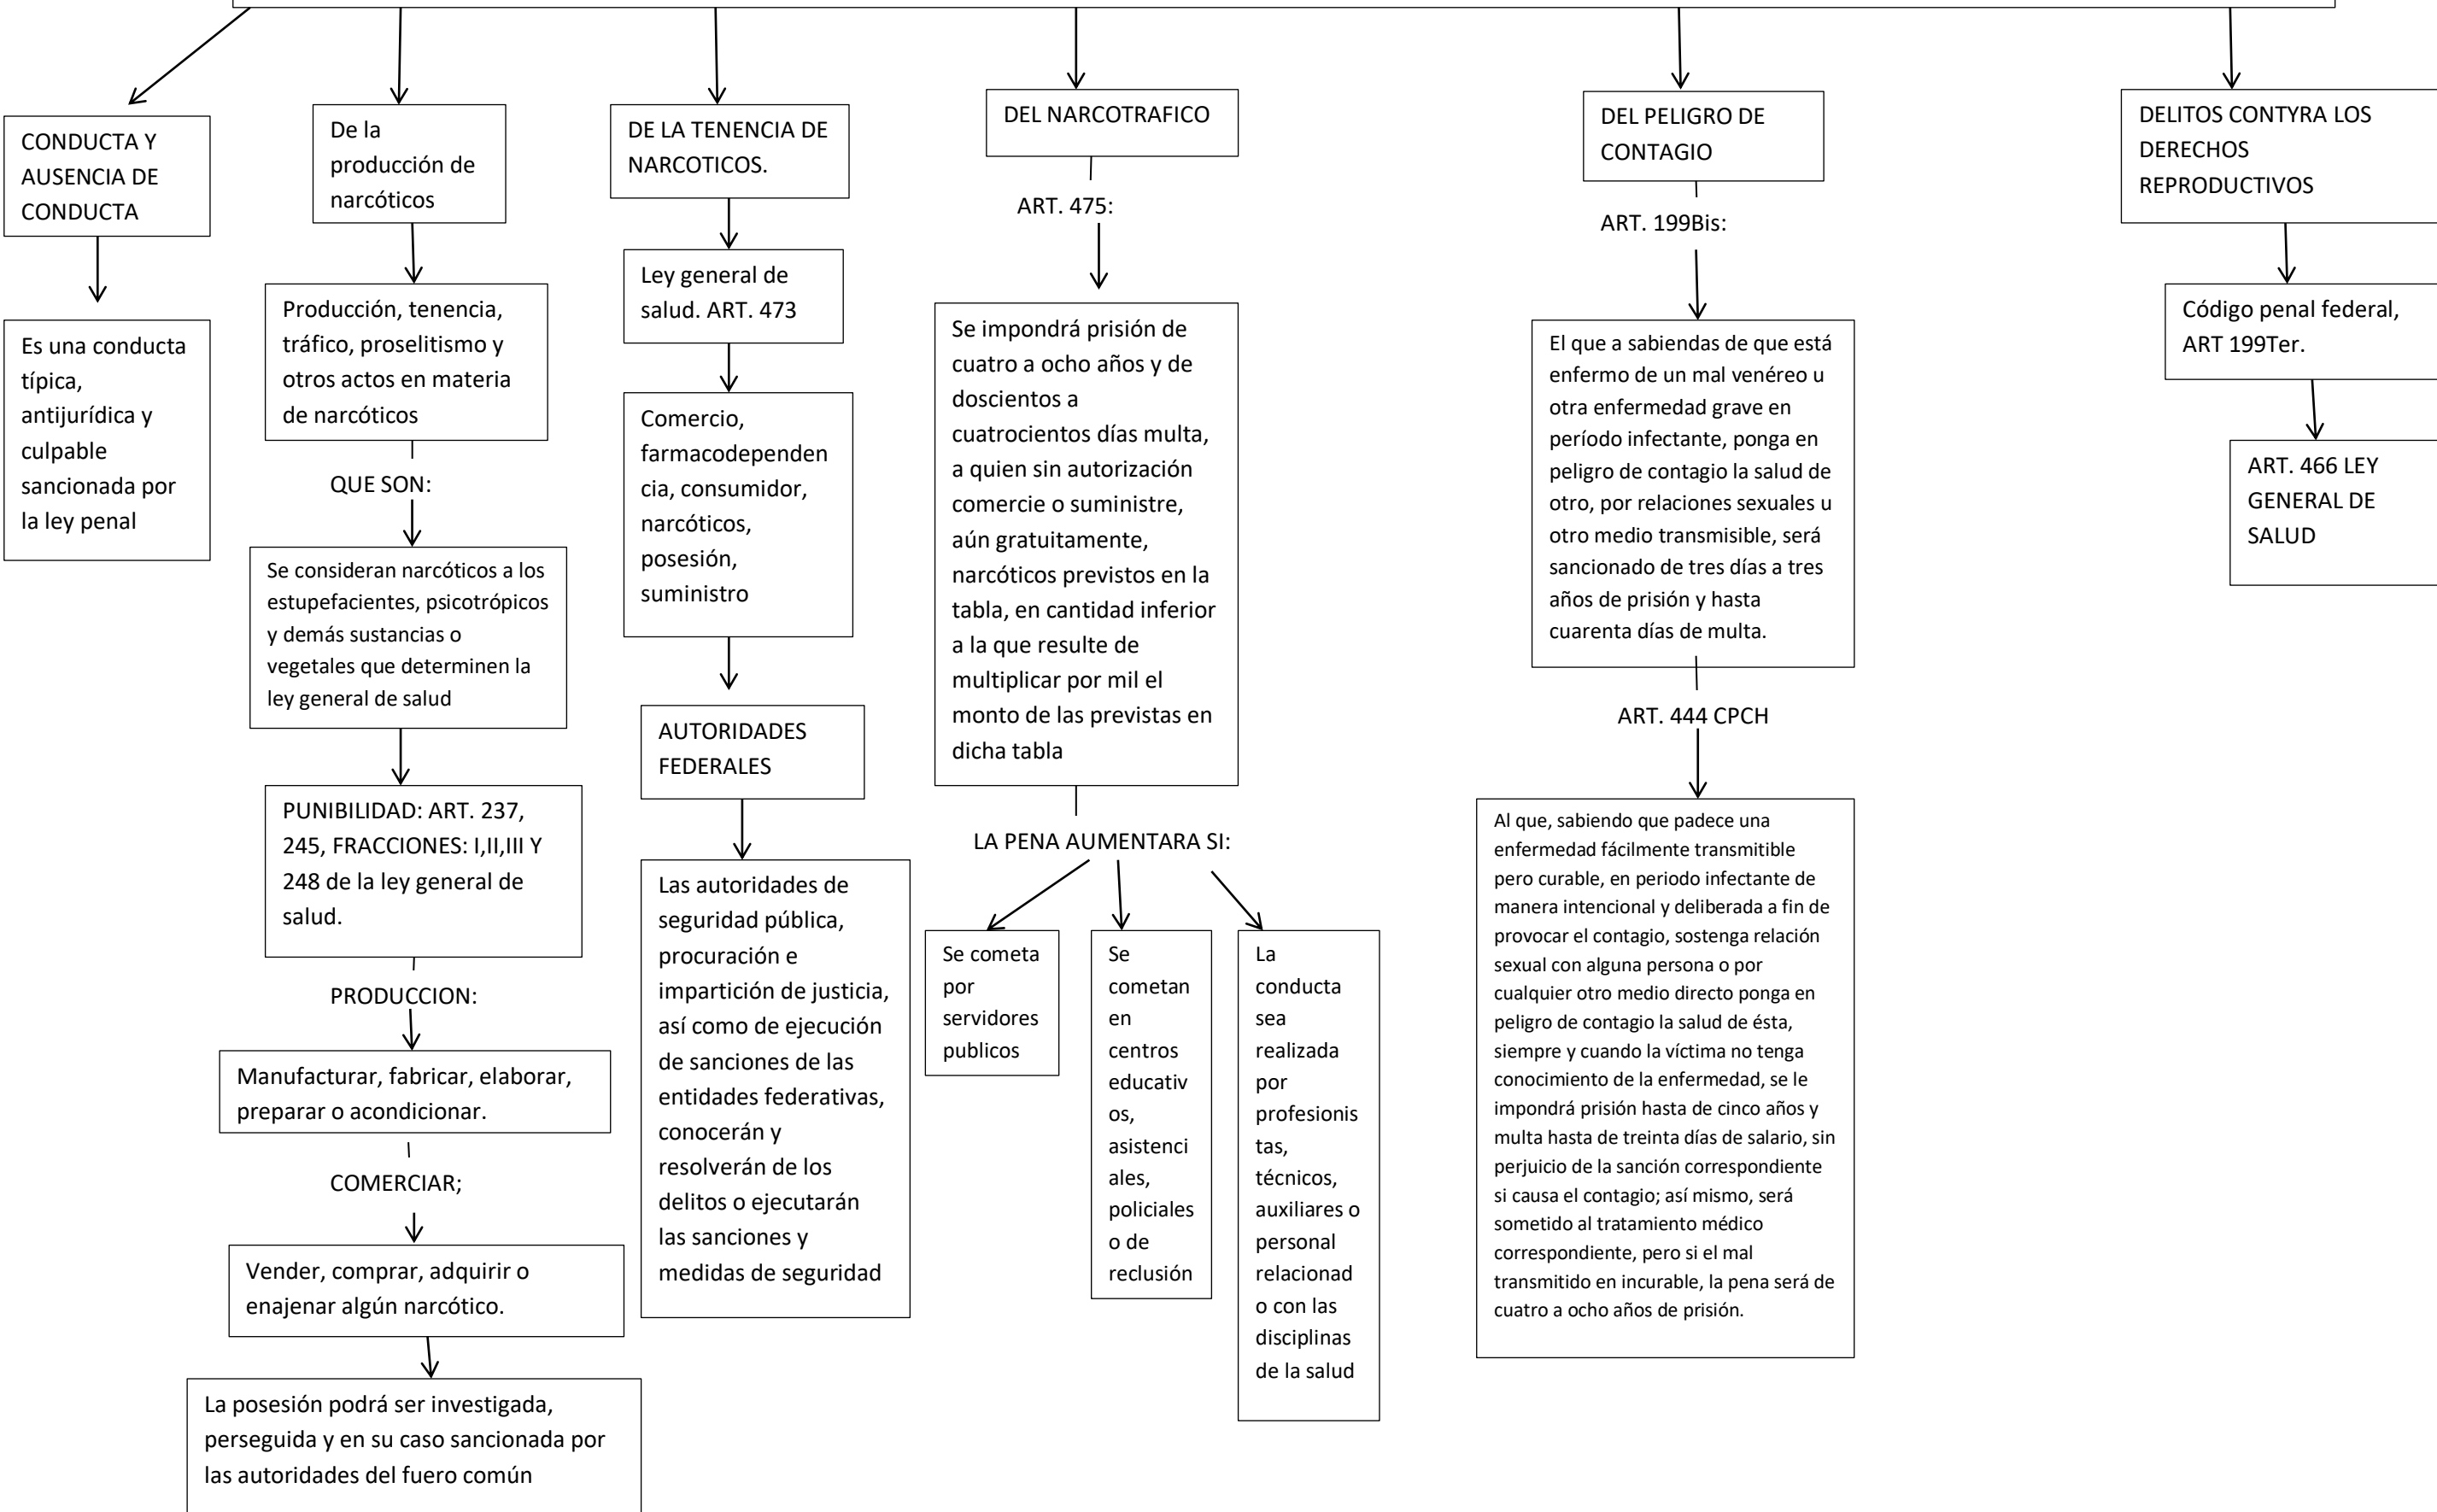 CONDUCTA Y
AUSENCIA DE
CONDUCTA
Es una conducta
típica,
antijurídica y
culpable
sancionada por
la ley penal
De la
producción de
narcóticos
Producción, tenencia,
tráfico, proselitismo y
otros actos en materia
de narcóticos
QUE SON:
Se consideran narcóticos a los
estupefacientes, psicotrópicos
y demás sustancias o
vegetales que determinen la
ley general de salud
PUNIBILIDAD: ART. 237,
245, FRACCIONES: I,II,III Y
248 de la ley general de
salud.
PRODUCCION:
Manufacturar, fabricar, elaborar,
preparar o acondicionar.
COMERCIAR;
Vender, comprar, adquirir o
enajenar algún narcótico.
La posesión podrá ser investigada,
perseguida y en su caso sancionada por
las autoridades del fuero común
DE LA TENENCIA DE
NARCOTICOS.
Ley general de
salud. ART. 473
Comercio,
farmacodependen
cia, consumidor,
narcóticos,
posesión,
suministro
AUTORIDADES
FEDERALES
Las autoridades de
seguridad pública,
procuración e
impartición de justicia,
así como de ejecución
de sanciones de las
entidades federativas,
conocerán y
resolverán de los
delitos o ejecutarán
las sanciones y
medidas de seguridad
DEL NARCOTRAFICO
ART. 475:
Se impondrá prisión de
cuatro a ocho años y de
doscientos a
cuatrocientos días multa,
a quien sin autorización
comercie o suministre,
aún gratuitamente,
narcóticos previstos en la
tabla, en cantidad inferior
a la que resulte de
multiplicar por mil el
monto de las previstas en
dicha tabla
LA PENA AUMENTARA SI:
Se cometa
por
servidores
publicos
Se
cometan
en
centros
educativ
os,
asistenci
ales,
policiales
o de
reclusión
La
conducta
sea
realizada
por
profesionis
tas,
técnicos,
auxiliares o
personal
relacionad
o con las
disciplinas
de la salud
DEL PELIGRO DE
CONTAGIO
ART. 199Bis:
El que a sabiendas de que está
enfermo de un mal venéreo u
otra enfermedad grave en
período infectante, ponga en
peligro de contagio la salud de
otro, por relaciones sexuales u
otro medio transmisible, será
sancionado de tres días a tres
años de prisión y hasta
cuarenta días de multa.
ART. 444 CPCH
Al que, sabiendo que padece una
enfermedad fácilmente transmitible
pero curable, en periodo infectante de
manera intencional y deliberada a fin de
provocar el contagio, sostenga relación
sexual con alguna persona o por
cualquier otro medio directo ponga en
peligro de contagio la salud de ésta,
siempre y cuando la víctima no tenga
conocimiento de la enfermedad, se le
impondrá prisión hasta de cinco años y
multa hasta de treinta días de salario, sin
perjuicio de la sanción correspondiente
si causa el contagio; así mismo, será
sometido al tratamiento médico
correspondiente, pero si el mal
transmitido en incurable, la pena será de
cuatro a ocho años de prisión.
DELITOS CONTYRA LOS
DERECHOS
REPRODUCTIVOS
Código penal federal,
ART 199Ter.
ART. 466 LEY
GENERAL DE
SALUD